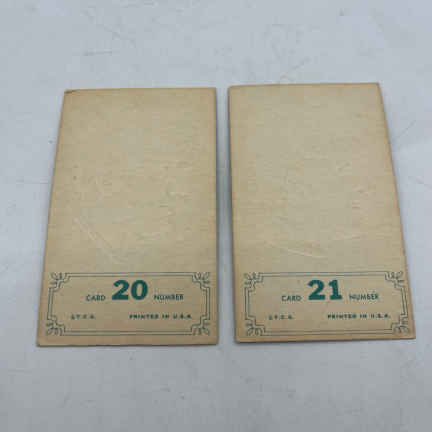 CARD 20 NUMBER
PRINTED IN U.S.A.
CARD 21 NUMBER
PRINTED IN U.S.A.